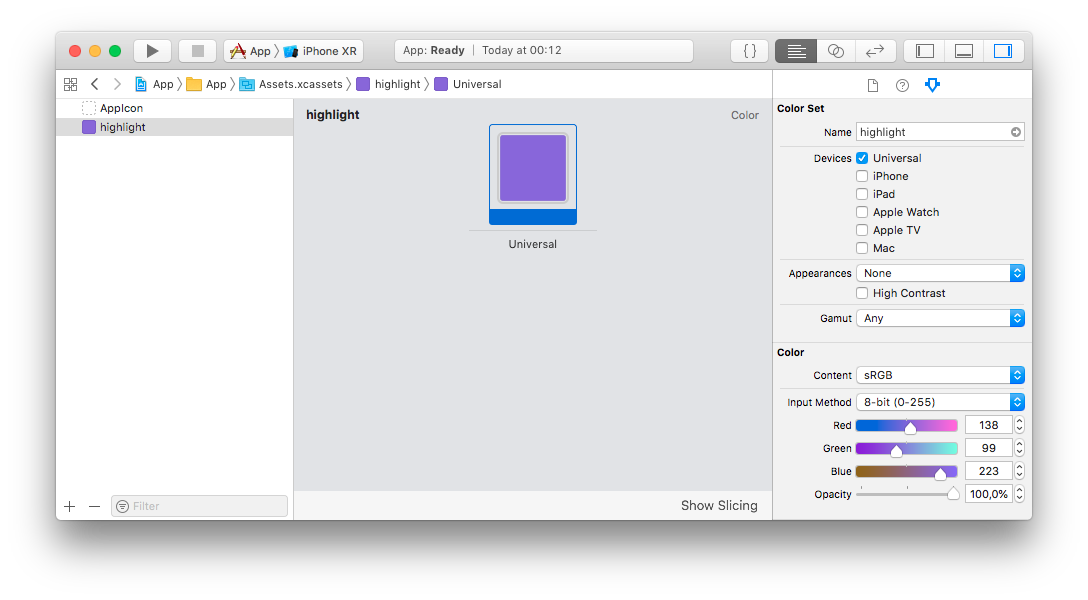 App iPhone XR
App: Ready Today at 00:12
{ }
App App Assets.xcassets highlight Universal
AppIcon
highlight
highlight
Color
Universal
Show Slicing
Filter
Color Set
Name highlight
Devices Universal
iPhone
iPad
Apple Watch
Apple TV
Mac
Appearances None
High Contrast
Gamut Any
Color
Content sRGB
Input Method 8-bit (0-255)
Red 138
Green 99
Blue 223
Opacity 100,0%